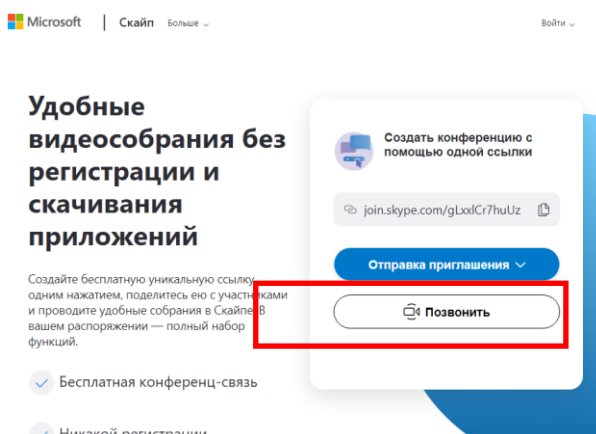 Microsoft | Скайп Больше Войти
Удобные
видеособрания без
регистрации и
скачивания
приложений
Создайте бесплатную уникальную ссылку
одним нажатием, поделитесь ею с участниками
и проводите удобные собрания в Скайпе. В
вашем распоряжении — полный набор
функций.
Бесплатная конференц-связь
Никакой регистрации
Создать конференцию с
помощью одной ссылки
join.skype.com/gLxxlCr7huUz
Отправка приглашения
Позвонить